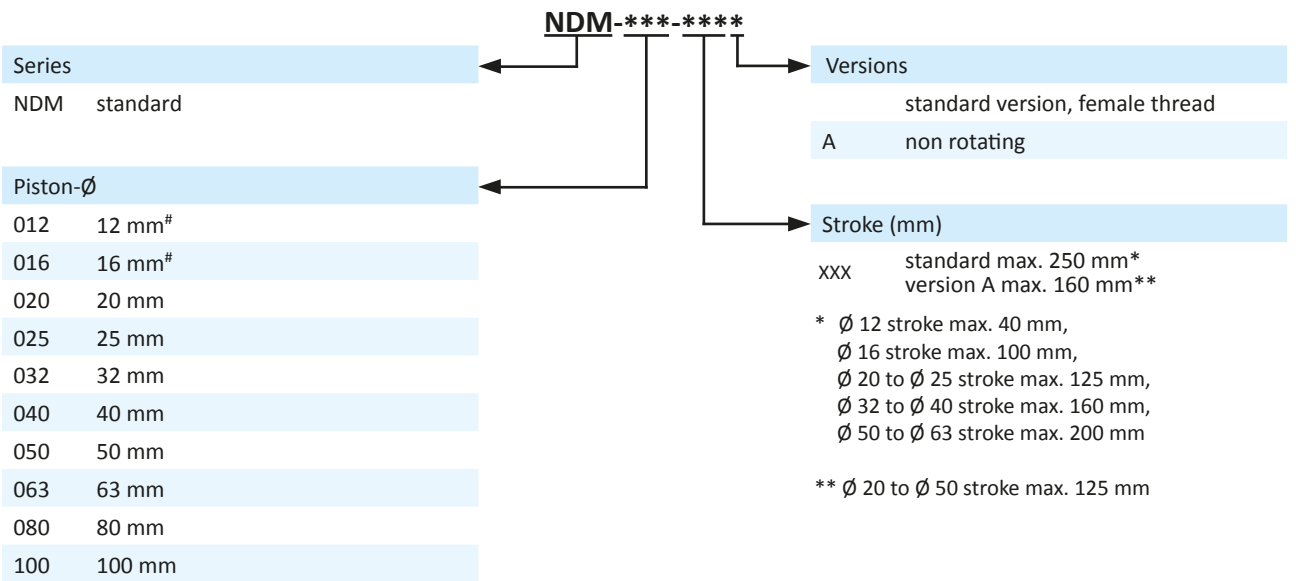 NDM-***-****
Series
NDM standard
Piston-Ø
012 12 mm#
016 16 mm#
020 20 mm
025 25 mm
032 32 mm
040 40 mm
050 50 mm
063 63 mm
080 80 mm
100 100 mm
Versions
standard version, female thread
A non rotating
Stroke (mm)
XXX standard max. 250 mm*
version A max. 160 mm**
* Ø 12 stroke max. 40 mm,
Ø 16 stroke max. 100 mm,
Ø 20 to Ø 25 stroke max. 125 mm,
Ø 32 to Ø 40 stroke max. 160 mm,
Ø 50 to Ø 63 stroke max. 200 mm
** Ø 20 to Ø 50 stroke max. 125 mm